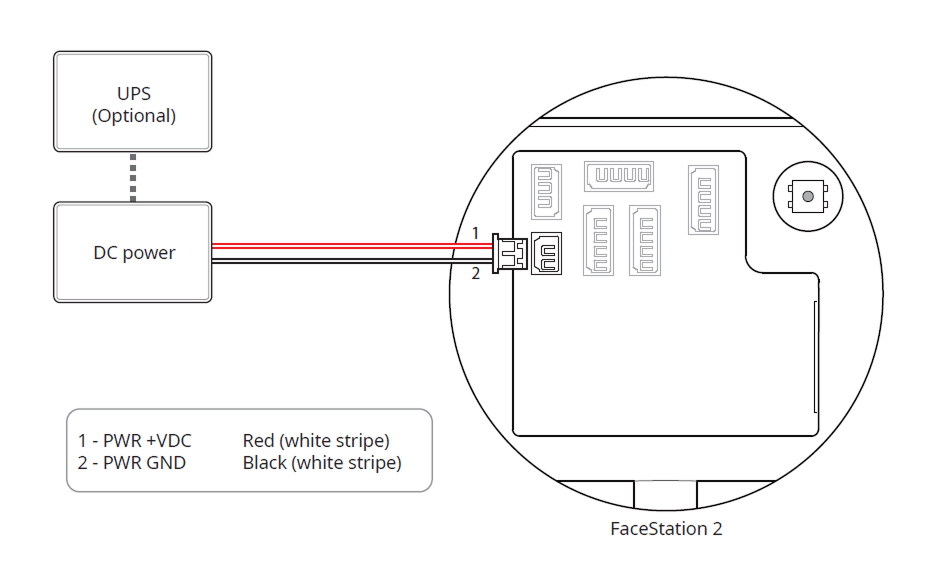 UPS
(Optional)
DC power
1
2
1 - PWR +VDC Red (white stripe)
2 - PWR GND Black (white stripe)
FaceStation 2